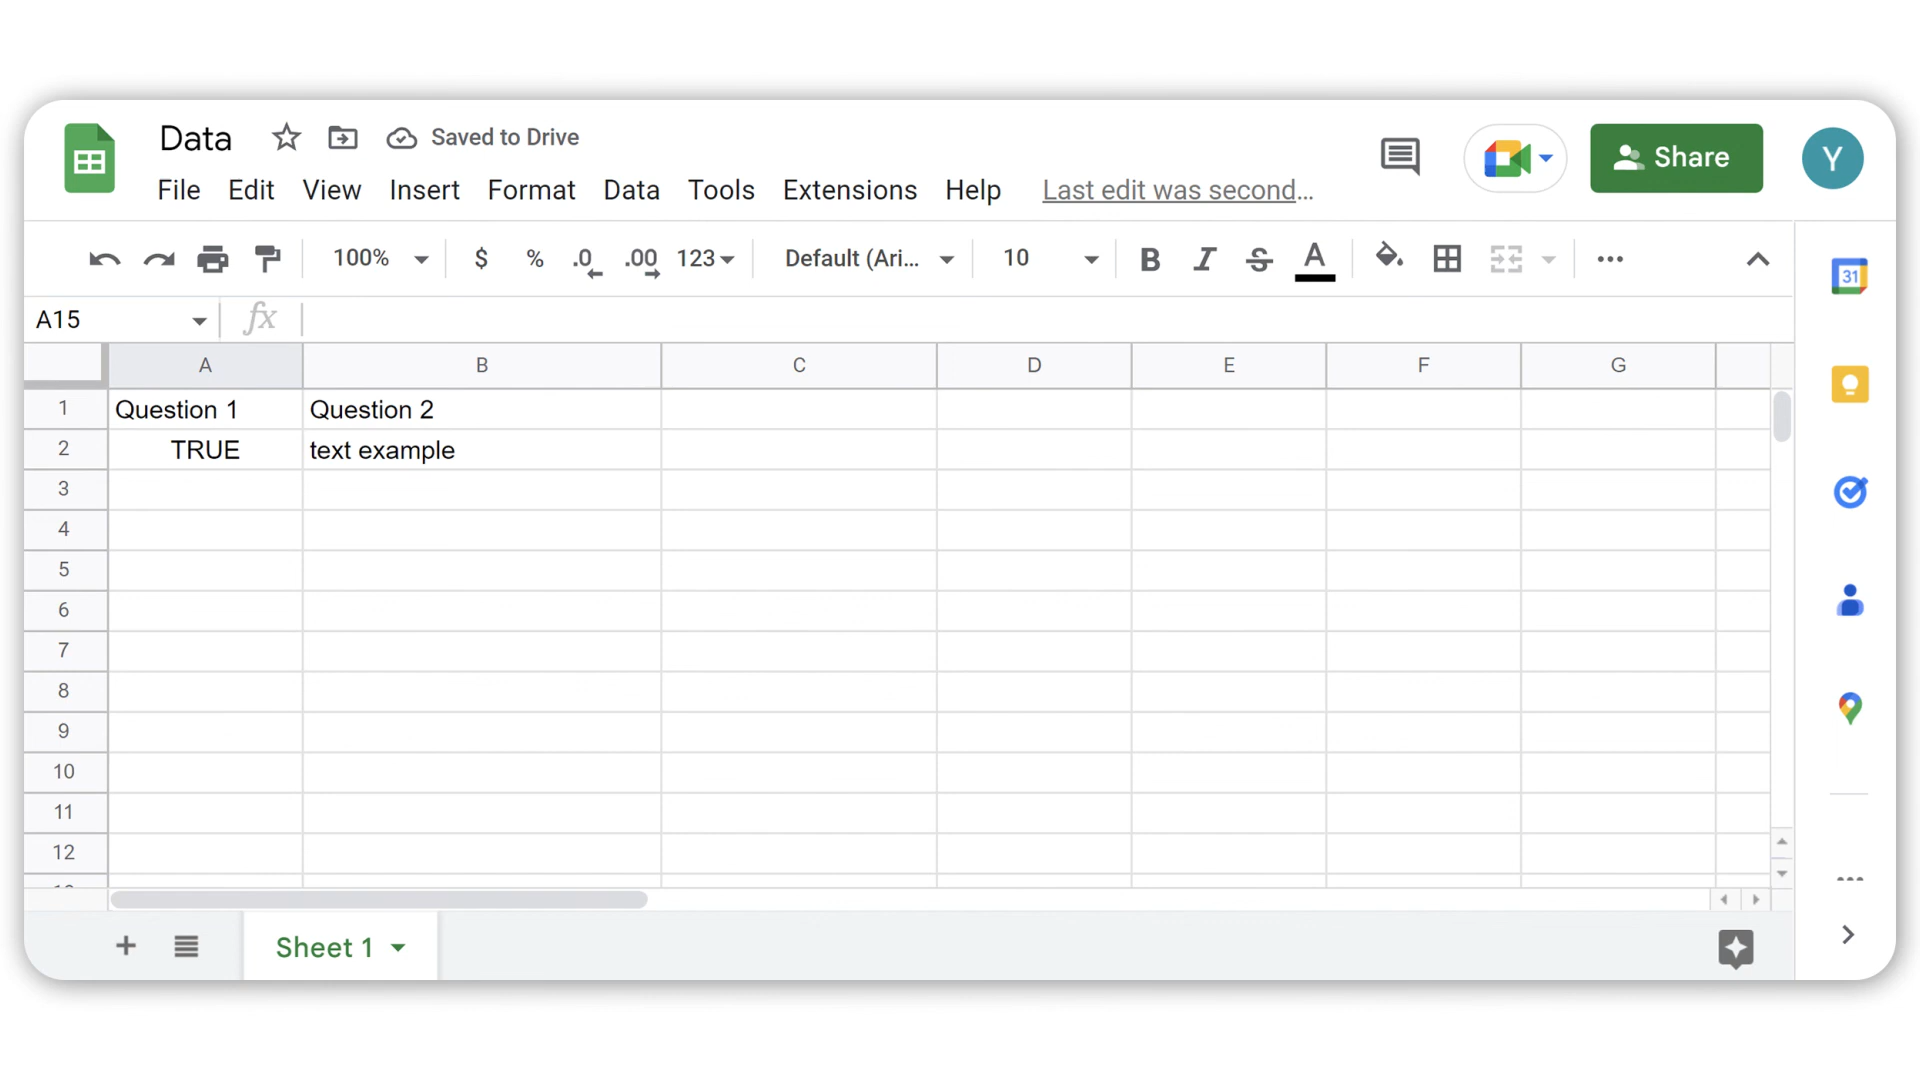 Data Saved to Drive
File Edit View Insert Format Data Tools Extensions Help Last edit was second...
Share
Y
100% $ % .0 .00 123 Default (Ari... 10 B I S A ...
31
A15 fx
A B C D E F G
1 Question 1 Question 2
2 TRUE text example
3
4
5
6
7
8
9
10
11
12
Sheet 1